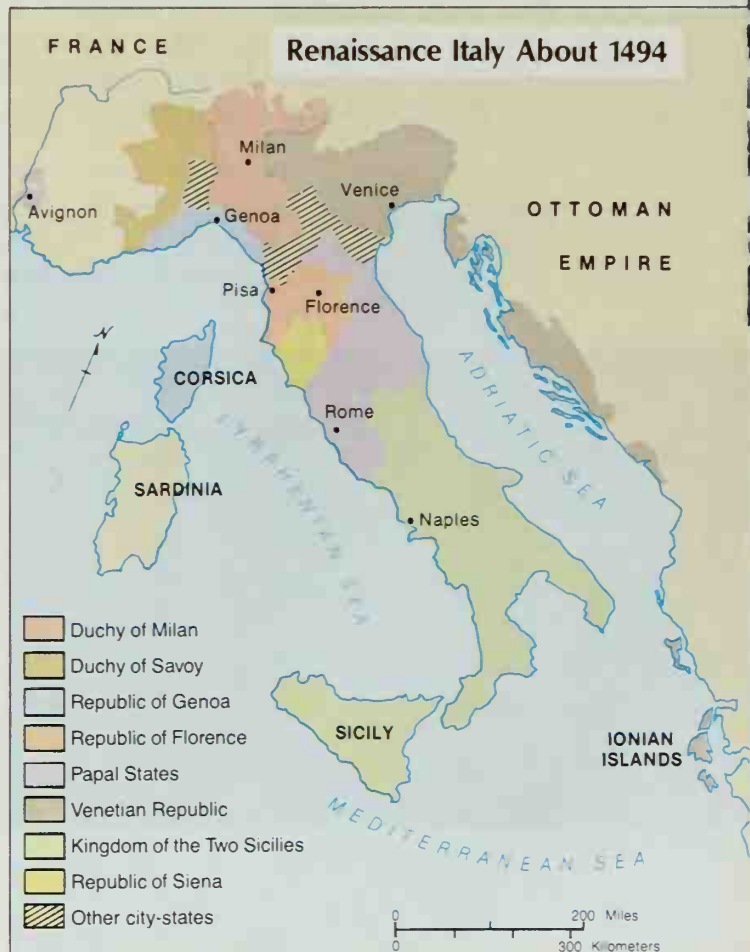 FRANCE
Renaissance Italy About 1494
Milan
Venice
Avignon
Genoa
OTTOMAN
EMPIRE
Pisa
Florence
N
CORSICA
ADRIATIC SEA
Rome
TYRRHENIAN SEA
SARDINIA
Naples
Duchy of Milan
Duchy of Savoy
Republic of Genoa
Republic of Florence
Papal States
Venetian Republic
Kingdom of the Two Sicilies
Republic of Siena
Other city-states
SICILY
IONIAN
ISLANDS
MEDITERRANEAN SEA
0 200 Miles
0 300 Kilometers